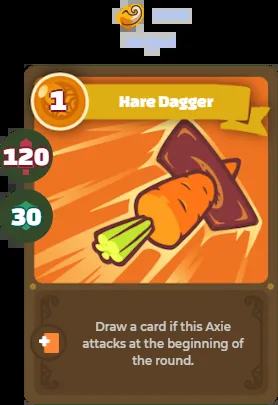 1
Hare Dagger
120
30
Draw a card if this Axie
attacks at the beginning of
the round.